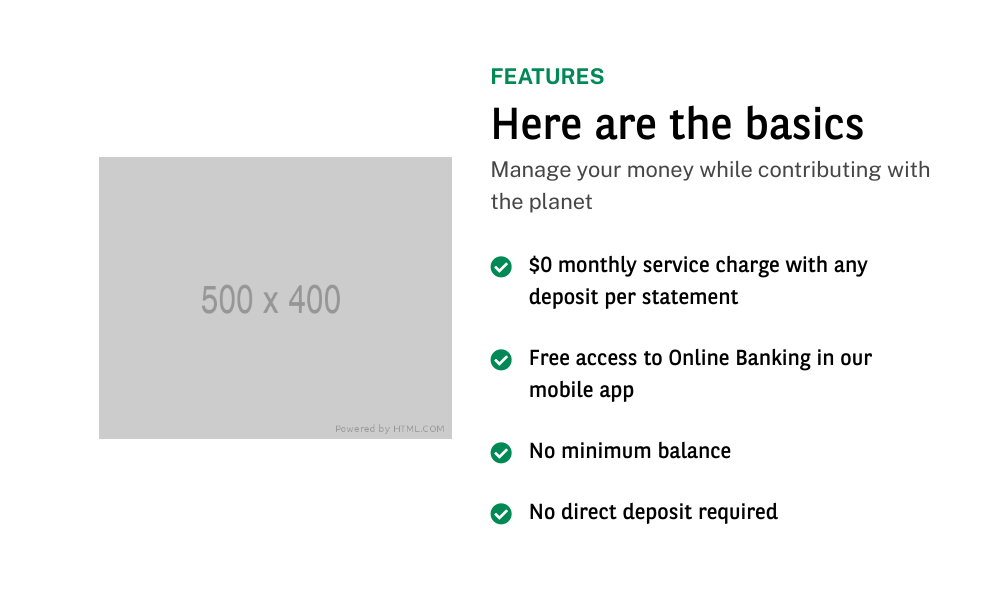 FEATURES
Here are the basics
Manage your money while contributing with
the planet
$0 monthly service charge with any
deposit per statement
Free access to Online Banking in our
mobile app
No minimum balance
No direct deposit required
500 x 400
Powered by HTML.COM